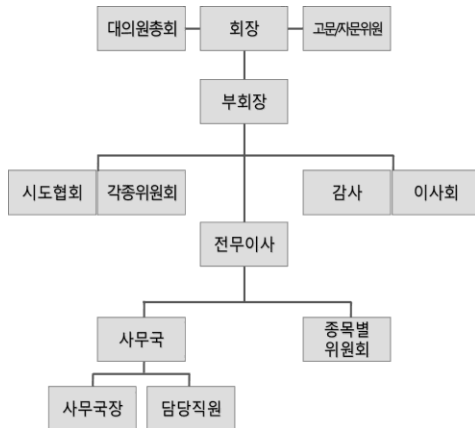 대의원총회
회장
고문/자문위원
부회장
시도협회
각종위원회
감사
이사회
전무이사
사무국
종목별
위원회
사무국장
담당직원